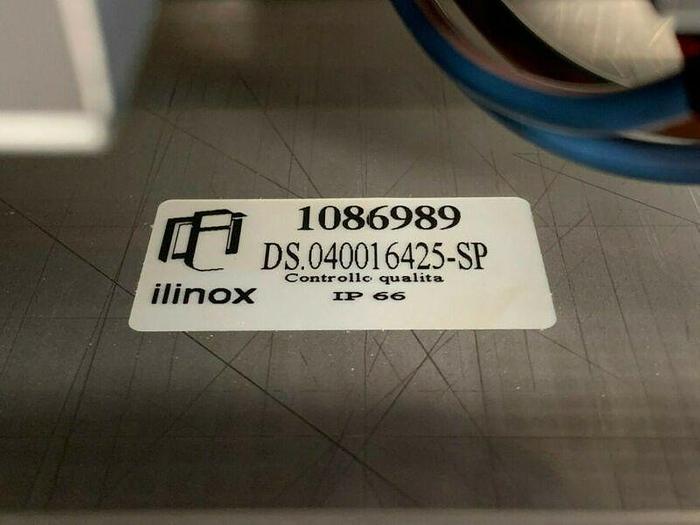 1086989
DS.040016425-SP
Controllo qualita
IP 66
ilinox